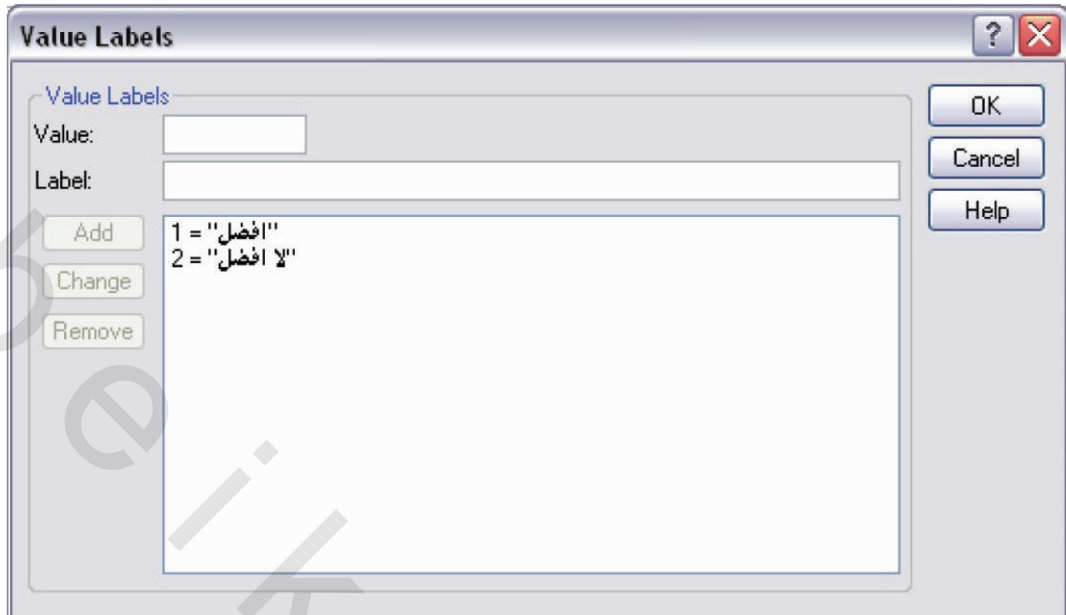 Value Labels
Value Labels
Value:
Label:
Add
Change
Remove
1 = "افضل"
2 = "لا افضل"
OK
Cancel
Help